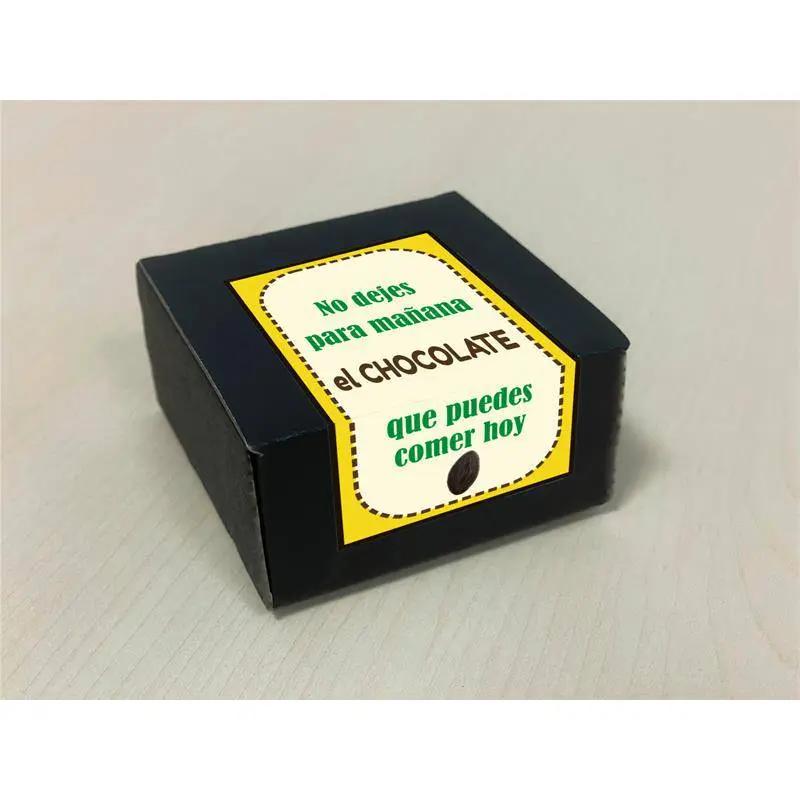 No dejes
para mañana
el CHOCOLATE
que puedes
comer hoy